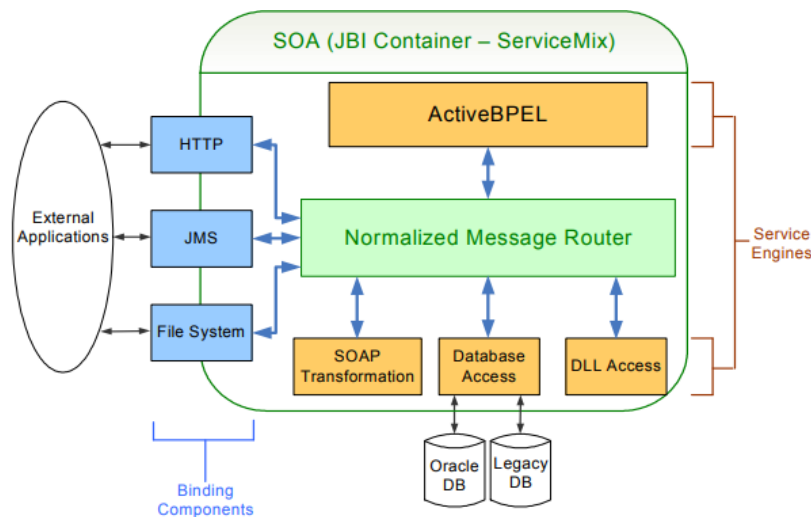 SOA (JBI Container – ServiceMix)
ActiveBPEL
HTTP
External
Applications
JMS
Normalized Message Router
Service
Engines
File System
SOAP
Transformation
Database
Access
DLL Access
Oracle
DB
Legacy
DB
Binding
Components